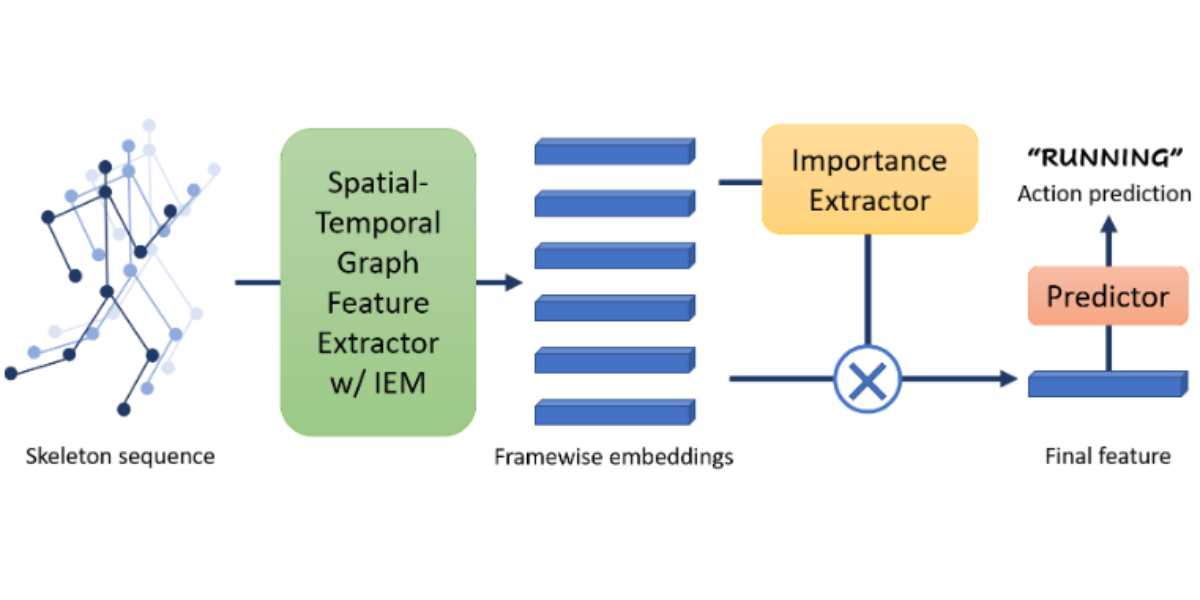 Spatial-
Temporal
Graph
Feature
Extractor
w/ IEM
Importance
Extractor
“RUNNING”
Action prediction
Predictor
Skeleton sequence
Framewise embeddings
Final feature